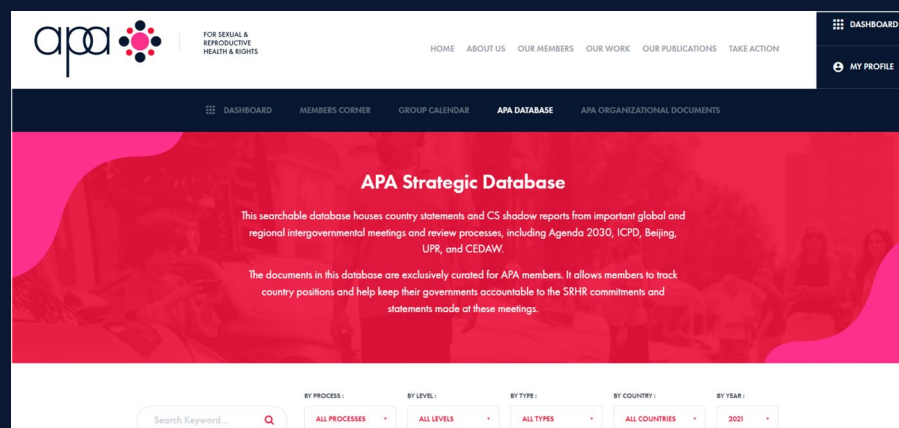 apa
FOR SEXUAL &
REPRODUCTIVE
HEALTH & RIGHTS
HOME ABOUT US OUR MEMBERS OUR WORK OUR PUBLICATIONS TAKE ACTION
DASHBOARD
MY PROFILE
DASHBOARD MEMBERS CORNER GROUP CALENDAR APA DATABASE APA ORGANIZATIONAL DOCUMENTS
APA Strategic Database
This searchable database houses country statements and CS shadow reports from important global and
regional intergovernmental meetings and review processes, including Agenda 2030, ICPD, Beijing,
UPR, and CEDAW.
The documents in this database are exclusively curated for APA members. It allows members to track
country positions and help keep their governments accountable to the SRHR commitments and
statements made at these meetings.
BY PROCESS : BY LEVEL : BY TYPE : BY COUNTRY : BY YEAR :
Search Keyword... ALL PROCESSES ALL LEVELS ALL TYPES ALL COUNTRIES 2021